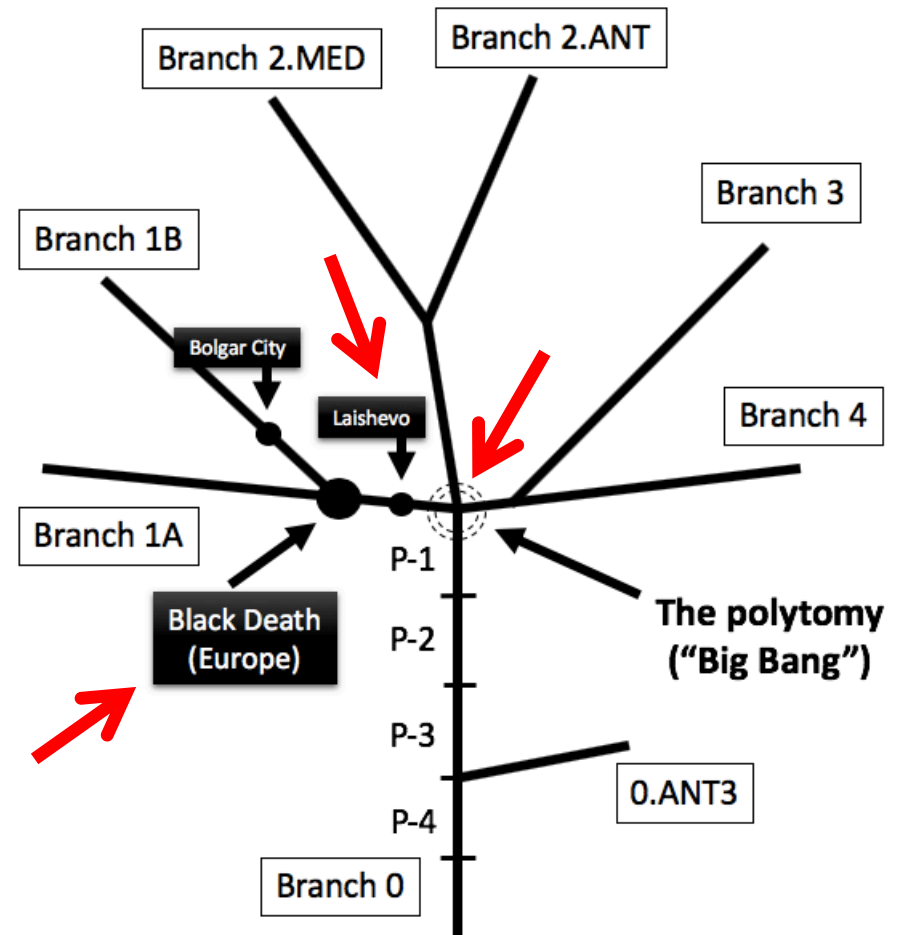 Branch 2.MED
Branch 2.ANT
Branch 3
Branch 1B
Bolgar City
Laishevo
Branch 4
Branch 1A
P-1
Black Death
(Europe)
The polytomy
(“Big Bang”)
P-2
P-3
0.ANT3
P-4
Branch 0